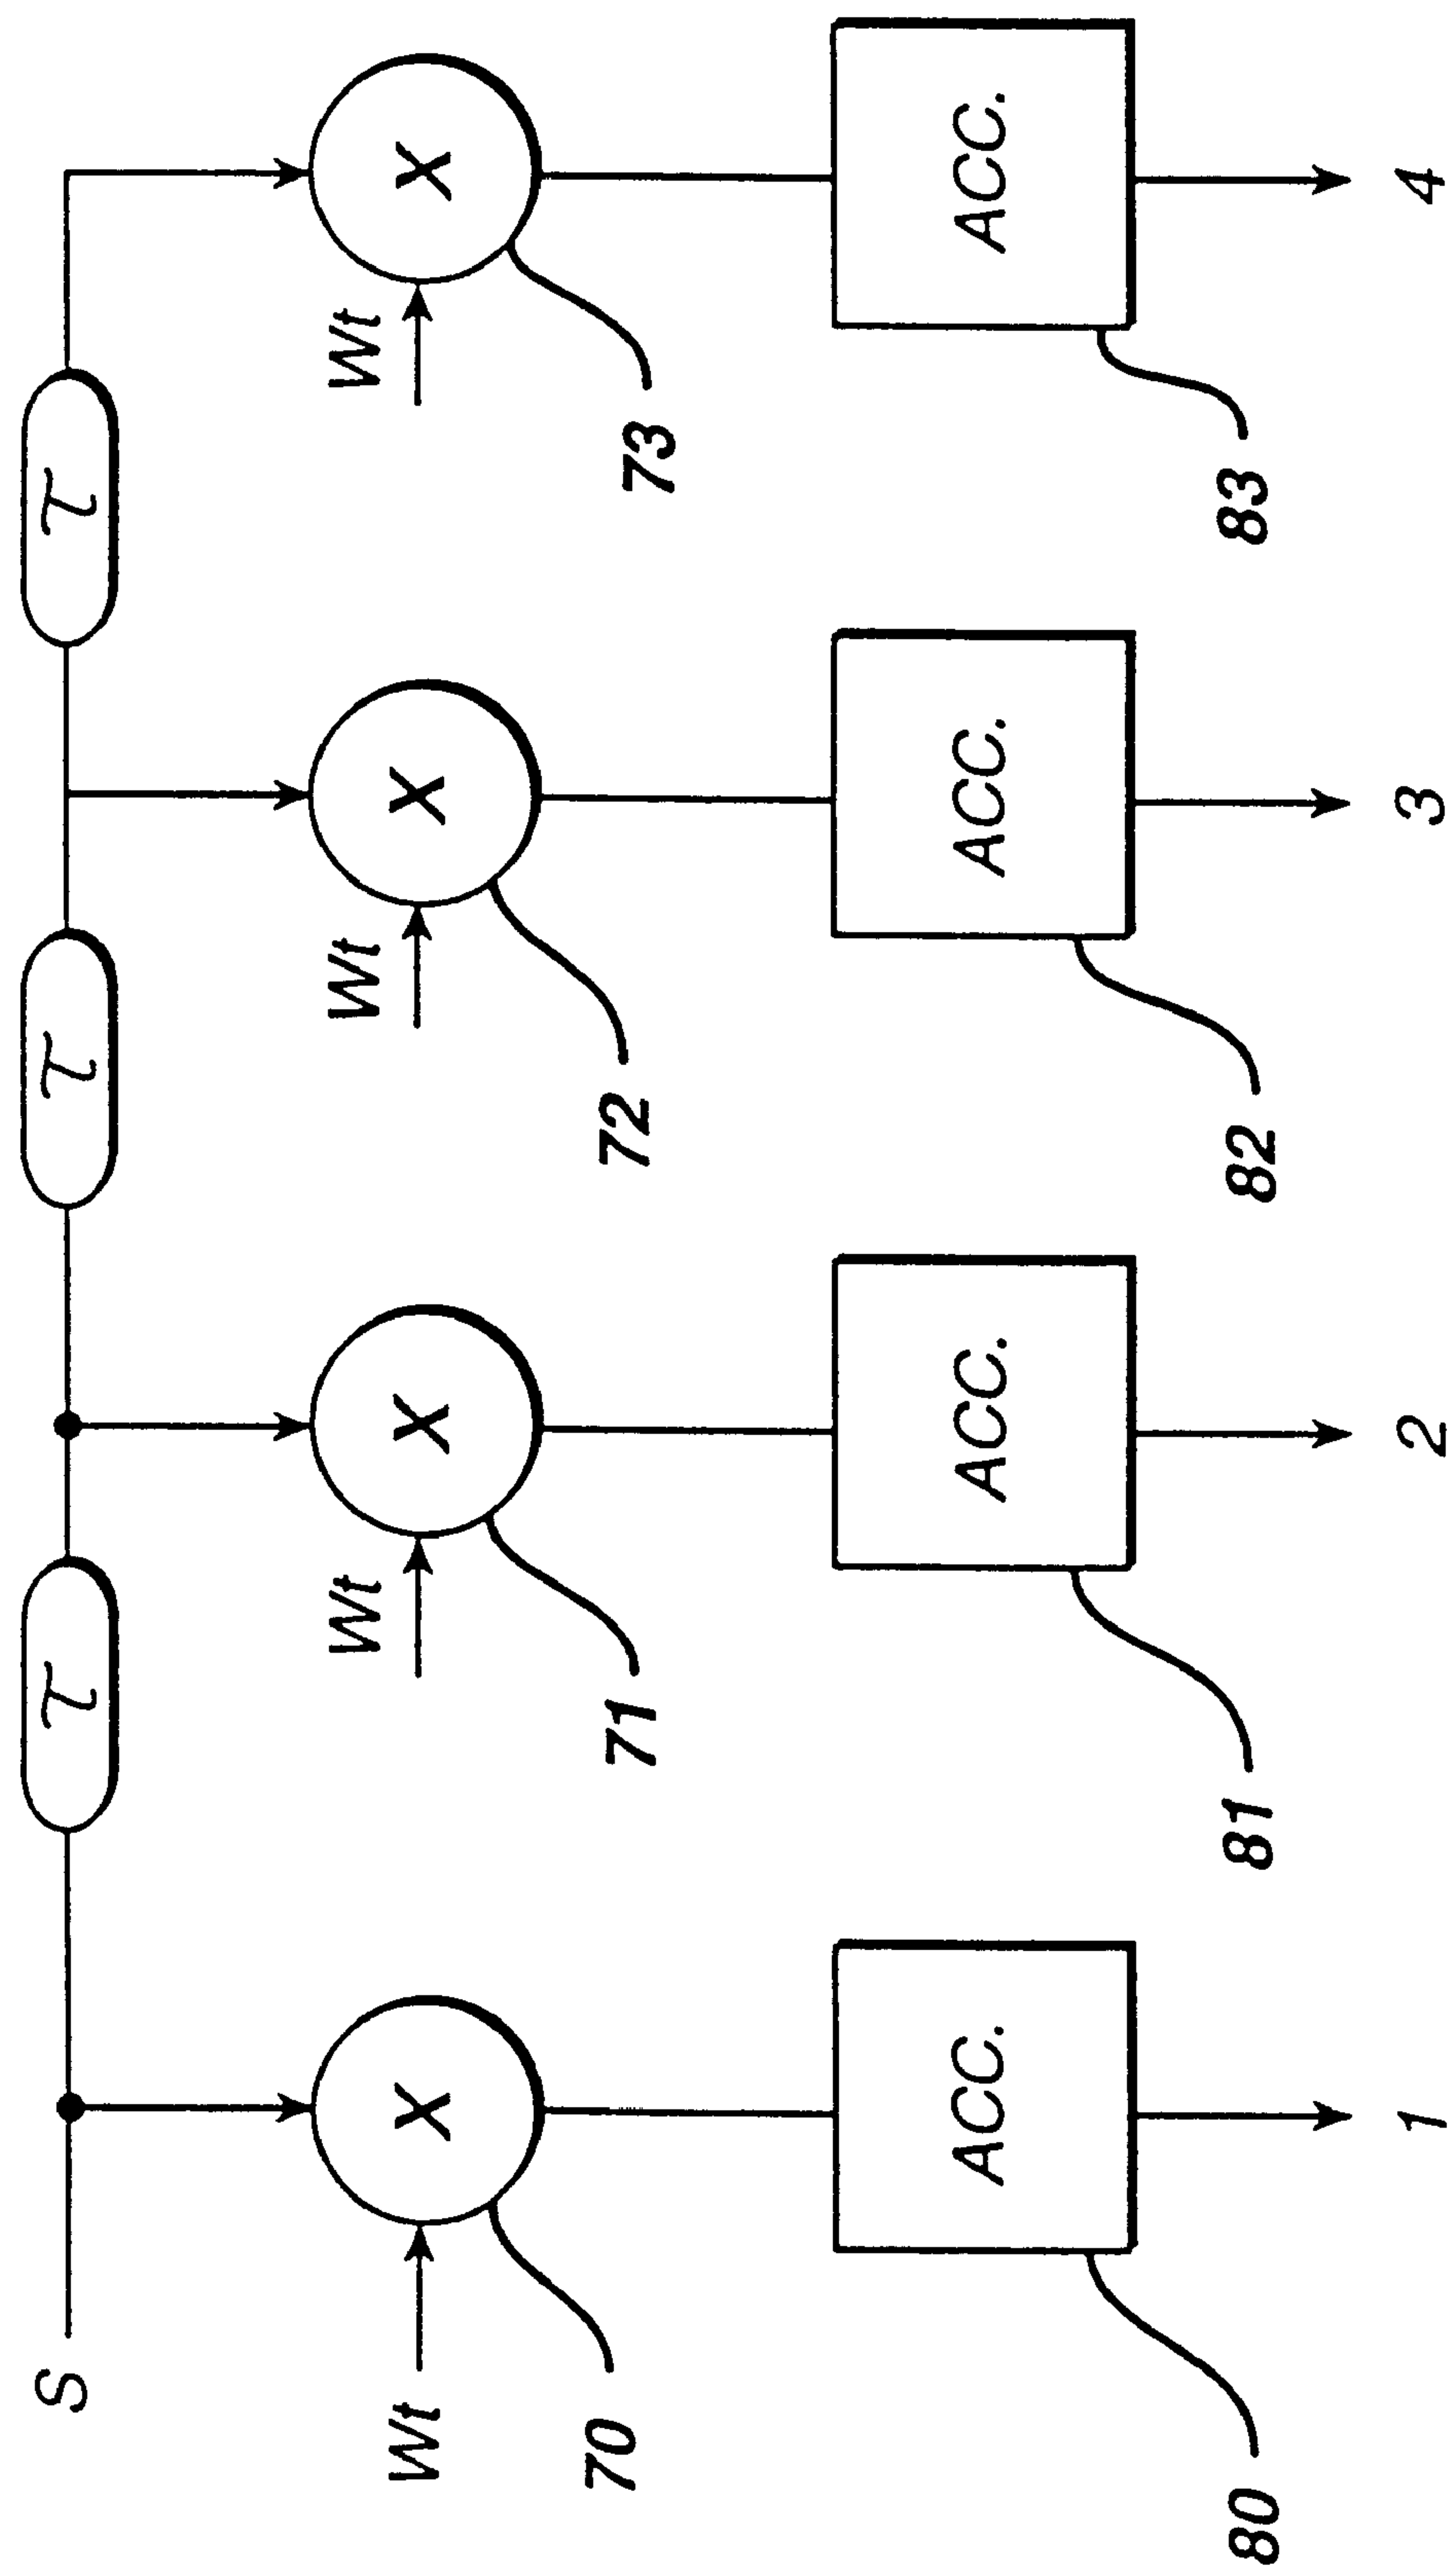 S
τ
τ
τ
Wt
X
Wt
X
Wt
X
Wt
X
70
71
72
73
ACC.
ACC.
ACC.
ACC.
80
81
82
83
1
2
3
4